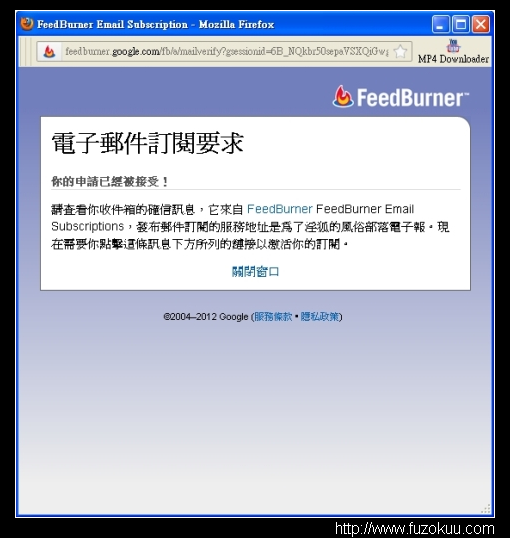 FeedBurner Email Subscription - Mozilla Firefox
feedburner.google.com/fb/a/mailverify?gsessionid=6B_NQkbr50sepaVSXQiGwg
MP4 Downloader
FeedBurner™
電子郵件訂閱要求
你的申請已經被接受！
請查看你收件箱的確信訊息，它來自 FeedBurner FeedBurner Email
Subscriptions，發布郵件訂閱的服務地址是為了淫狐的風俗部落電子報。現
在需要你點擊這條訊息下方所列的鏈接以激活你的訂閱。
關閉窗口
©2004–2012 Google (服務條款 • 隱私政策)
http://www.fuzokuu.com